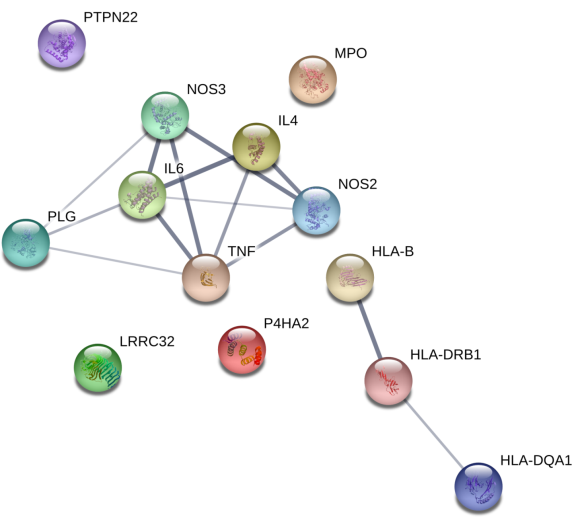 PTPN22
MPO
NOS3
IL4
IL6
NOS2
PLG
TNF
HLA-B
P4HA2
LRRC32
HLA-DRB1
HLA-DQA1